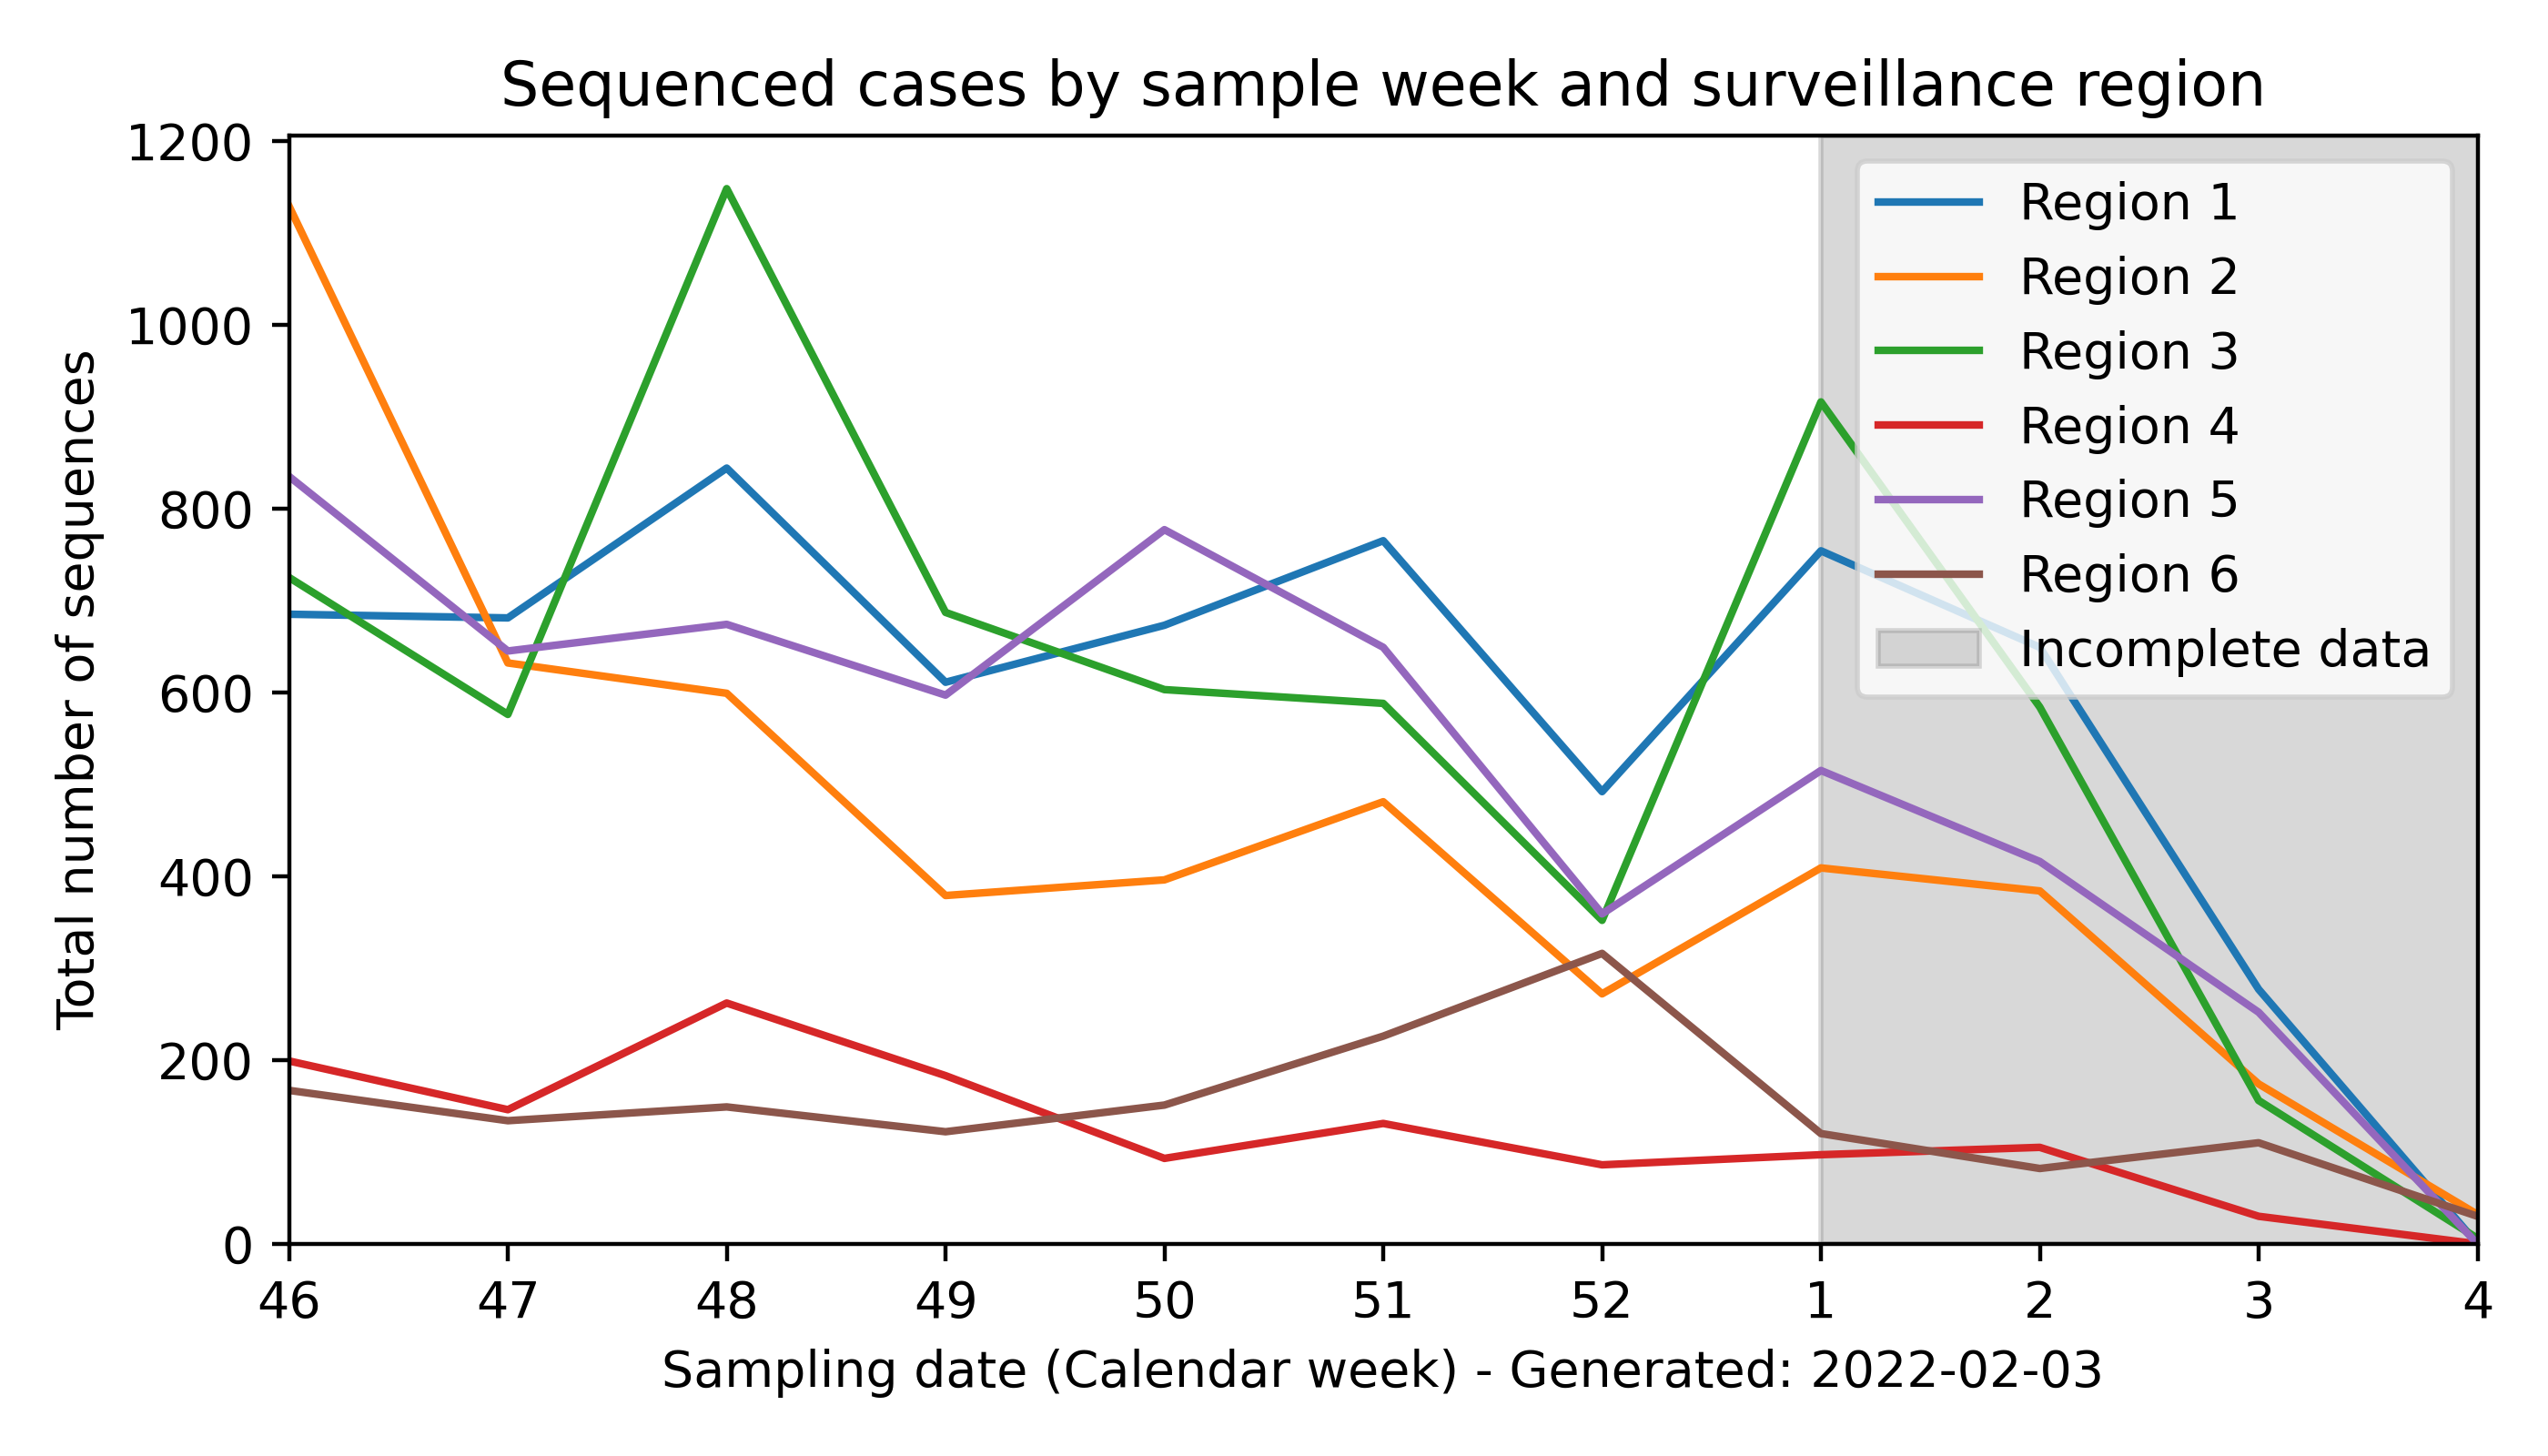 Sequenced cases by sample week and surveillance region
1200
1000
800
600
400
200
0
Total number of sequences
Region 1
Region 2
Region 3
Region 4
Region 5
Region 6
Incomplete data
46 47 48 49 50 51 52 1 2 3 4
Sampling date (Calendar week) - Generated: 2022-02-03